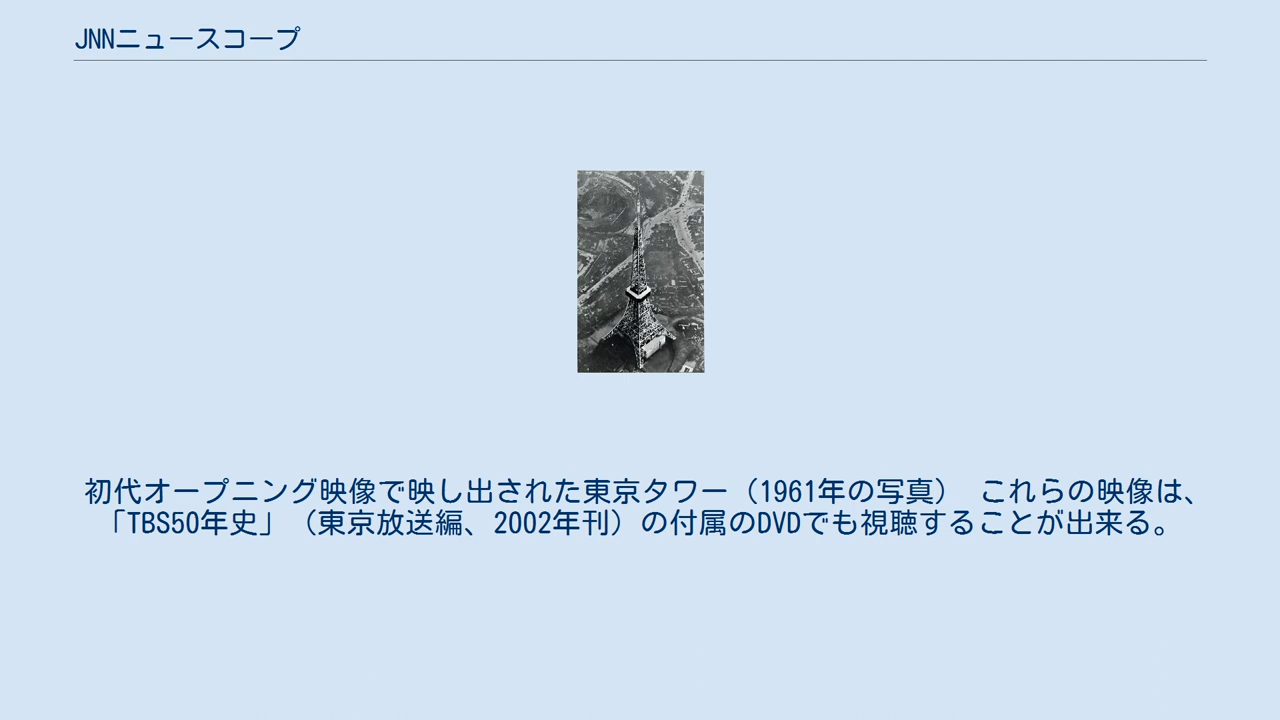 JNNニュースコープ
初代オープニング映像で映し出された東京タワー（1961年の写真）　これらの映像は、
「TBS50年史」（東京放送編、2002年刊）の付属のDVDでも視聴することが出来る。